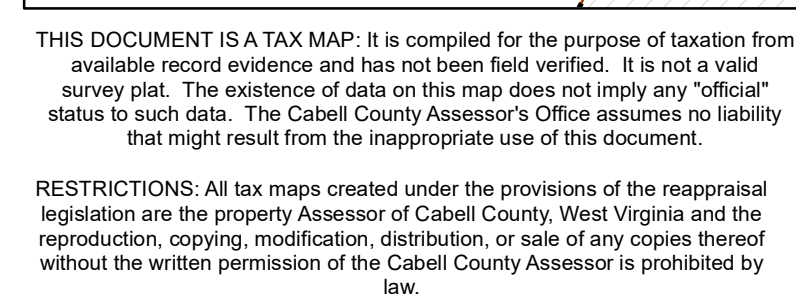 THIS DOCUMENT IS A TAX MAP: It is compiled for the purpose of taxation from
available record evidence and has not been field verified.  It is not a valid
survey plat.  The existence of data on this map does not imply any "official"
status to such data.  The Cabell County Assessor's Office assumes no liability
that might result from the inappropriate use of this document.
RESTRICTIONS: All tax maps created under the provisions of the reappraisal
legislation are the property Assessor of Cabell County, West Virginia and the
reproduction, copying, modification, distribution, or sale of any copies thereof
without the written permission of the Cabell County Assessor is prohibited by
law.